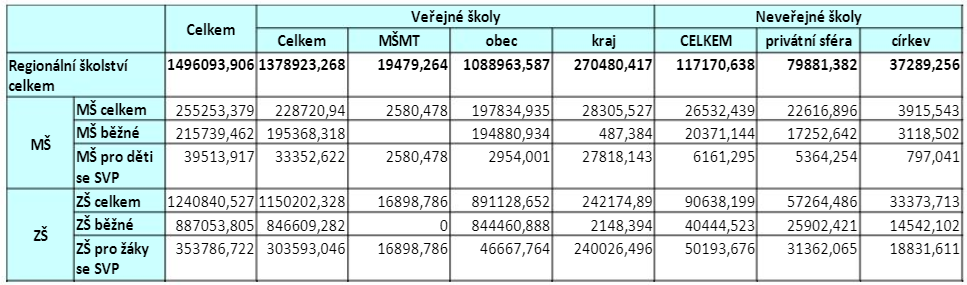 Celkem Veřejné školy Neveřejné školy
Celkem MŠMT obec kraj CELKEM privátní sféra církev
Regionální školství celkem 1496093,906 1378923,268 19479,264 1088963,587 270480,417 117170,638 79881,382 37289,256
MŠ
MŠ celkem 255253,379 228720,94 2580,478 197834,935 28305,527 26532,439 22616,896 3915,543
MŠ běžné 215739,462 195368,318 194880,934 487,384 20371,144 17252,642 3118,502
MŠ pro děti se SVP 39513,917 33352,622 2580,478 2954,001 27818,143 6161,295 5364,254 797,041
ZŠ
ZŠ celkem 1240840,527 1150202,328 16898,786 891128,652 242174,89 90638,199 57264,486 33373,713
ZŠ běžné 887053,805 846609,282 0 844460,888 2148,394 40444,523 25902,421 14542,102
ZŠ pro žáky se SVP 353786,722 303593,046 16898,786 46667,764 240026,496 50193,676 31362,065 18831,611